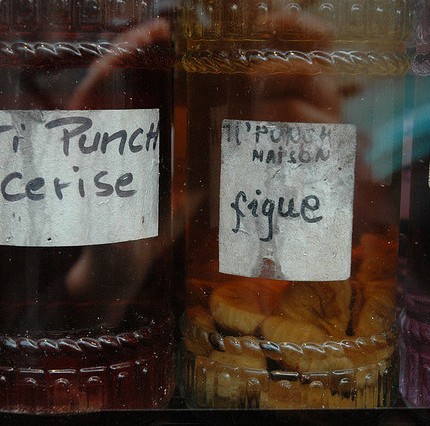 Ti Punch
cerise
Ti' PUNCH
MAISON
figue